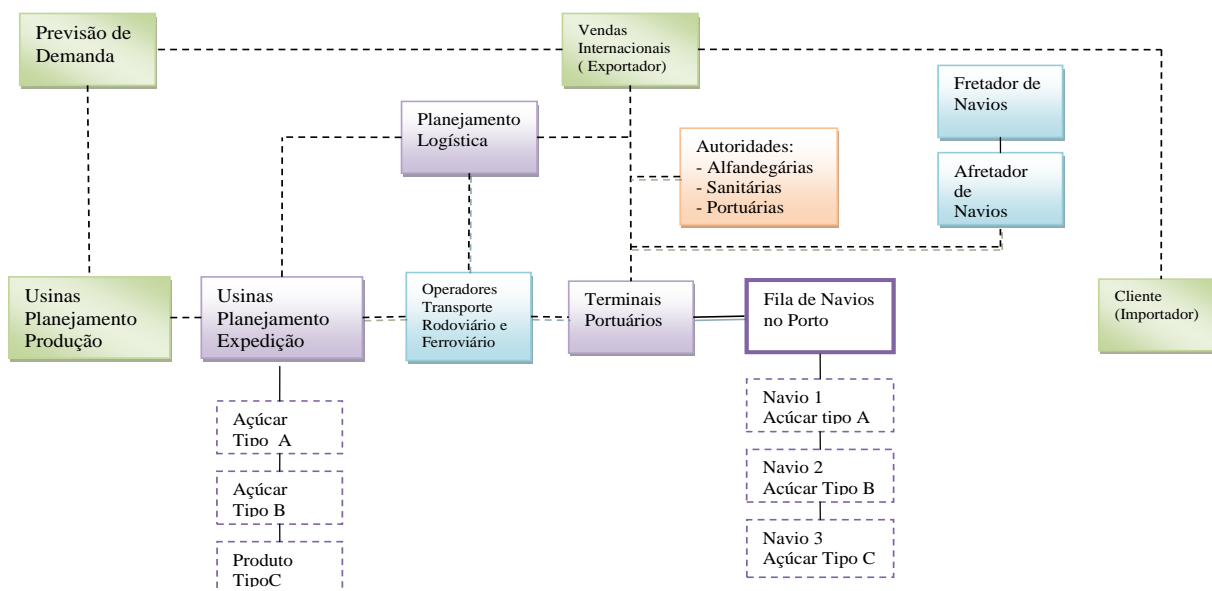 Previsão de
Demanda
Vendas
Internacionais
( Exportador)
Fretador de
Navios
Planejamento
Logística
Autoridades:
- Alfandegárias
- Sanitárias
- Portuárias
Afretador
de
Navios
Usinas
Planejamento
Produção
Usinas
Planejamento
Expedição
Operadores
Transporte
Rodoviário e
Ferroviário
Terminais
Portuários
Fila de Navios
no Porto
Cliente
(Importador)
Açúcar
Tipo A
Açúcar
Tipo B
Produto
TipoC
Navio 1
Açúcar tipo A
Navio 2
Açúcar Tipo B
Navio 3
Açúcar Tipo C